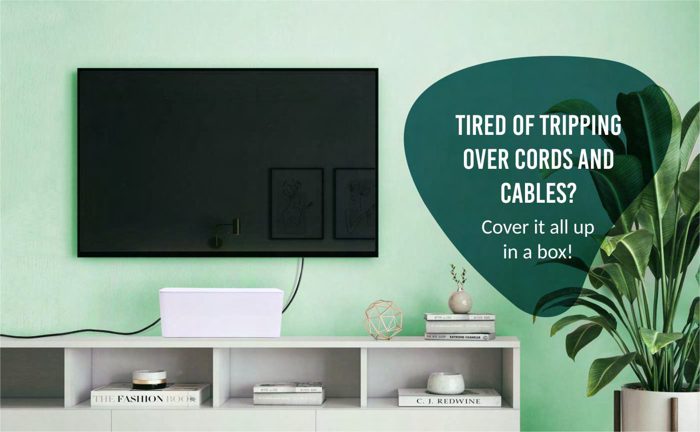 TIRED OF TRIPPING
OVER CORDS AND
CABLES?
Cover it all up
in a box!
THE FASHION BOOK
C. J. REDWINE